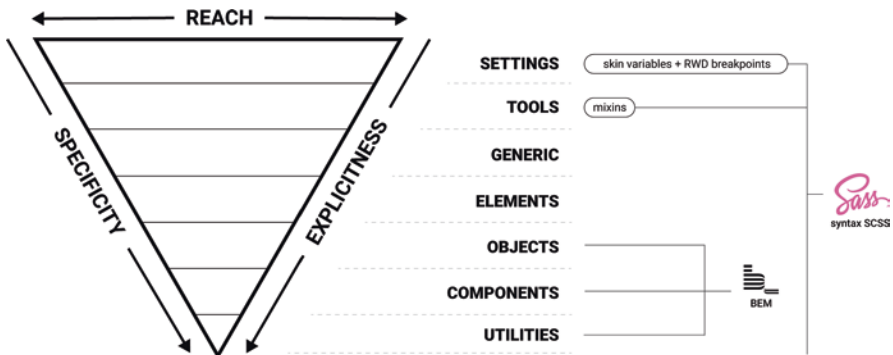 REACH
SPECIFICITY
EXPLICITNESS
SETTINGS
skin variables + RWD breakpoints
TOOLS
mixins
GENERIC
ELEMENTS
Sass
syntax SCSS
OBJECTS
COMPONENTS
BEM
UTILITIES